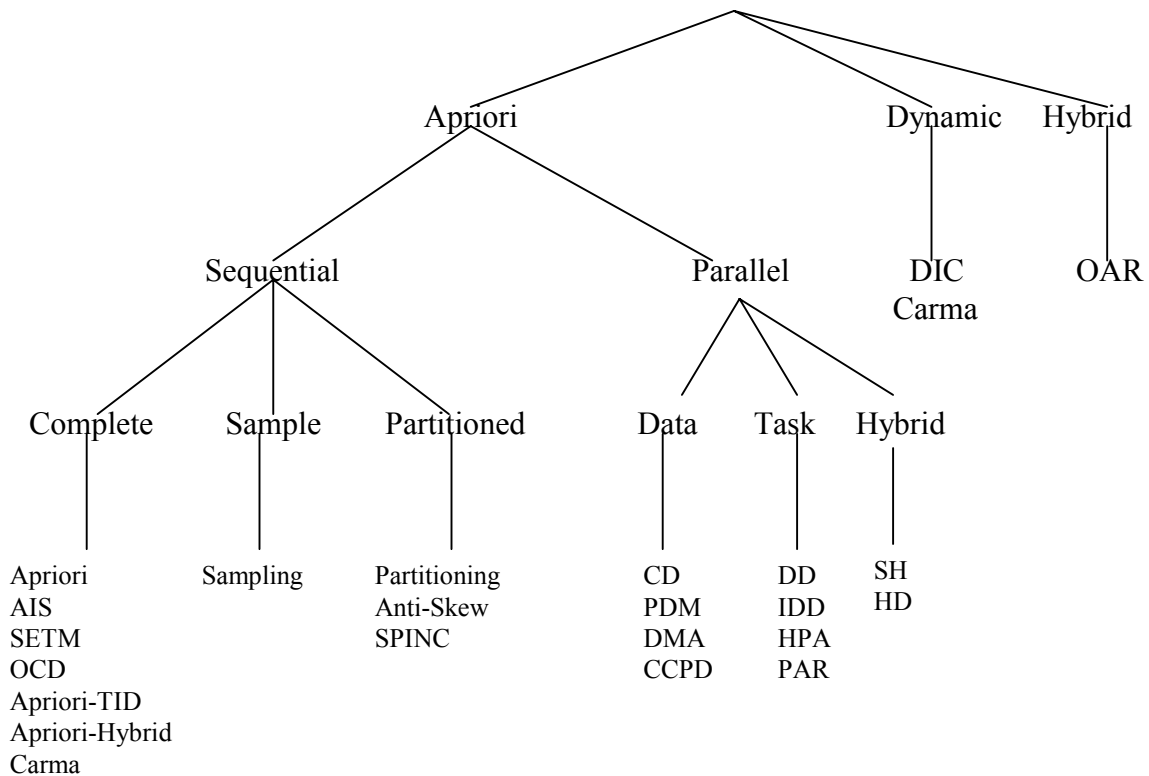 Apriori
Dynamic
Hybrid
Sequential
Parallel
DIC
Carma
OAR
Complete
Sample
Partitioned
Data
Task
Hybrid
Apriori
AIS
SETM
OCD
Apriori-TID
Apriori-Hybrid
Carma
Sampling
Partitioning
Anti-Skew
SPINC
CD
PDM
DMA
CCPD
DD
IDD
HPA
PAR
SH
HD